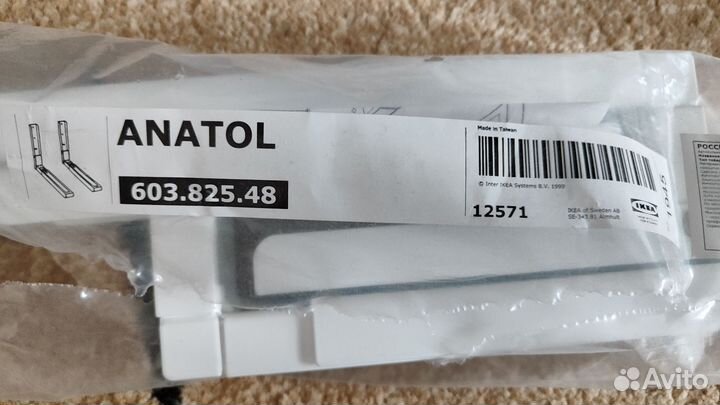 ANATOL
603.825.48
Made in Taiwan
© Inter IKEA Systems B.V. 1999
12571
IKEA of Sweden AB
SE-343 81 Älmhult
IKEA
1945
РОССИ
Avito